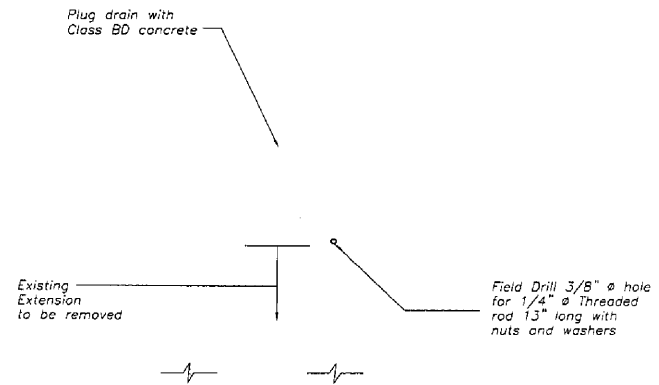 Plug drain with
Class BD concrete
Existing
Extension
to be removed
Field Drill 3/8" ø hole
for 1/4" ø Threaded
rod 13" long with
nuts and washers